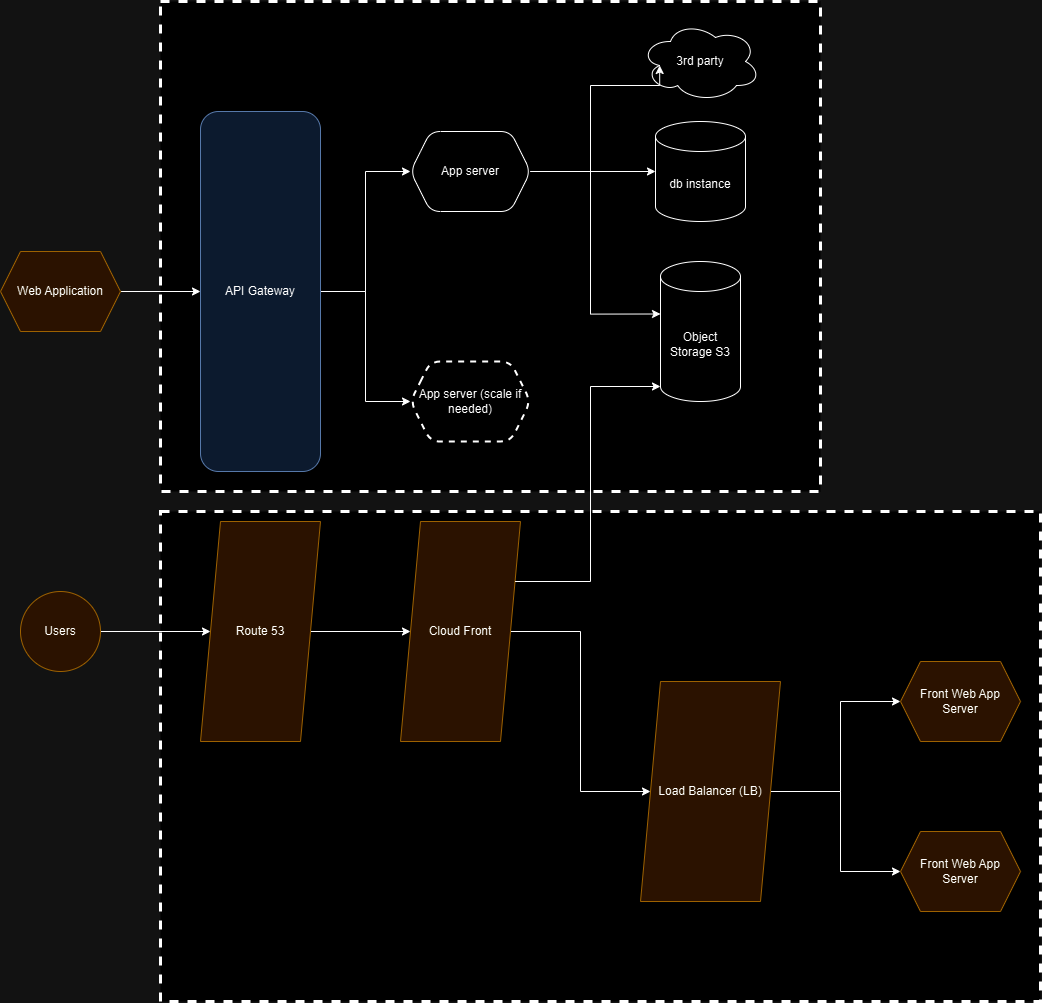 3rd party
App server
db instance
Web Application
API Gateway
Object
Storage S3
App server (scale if
needed)
Users
Route 53
Cloud Front
Front Web App
Server
Load Balancer (LB)
Front Web App
Server